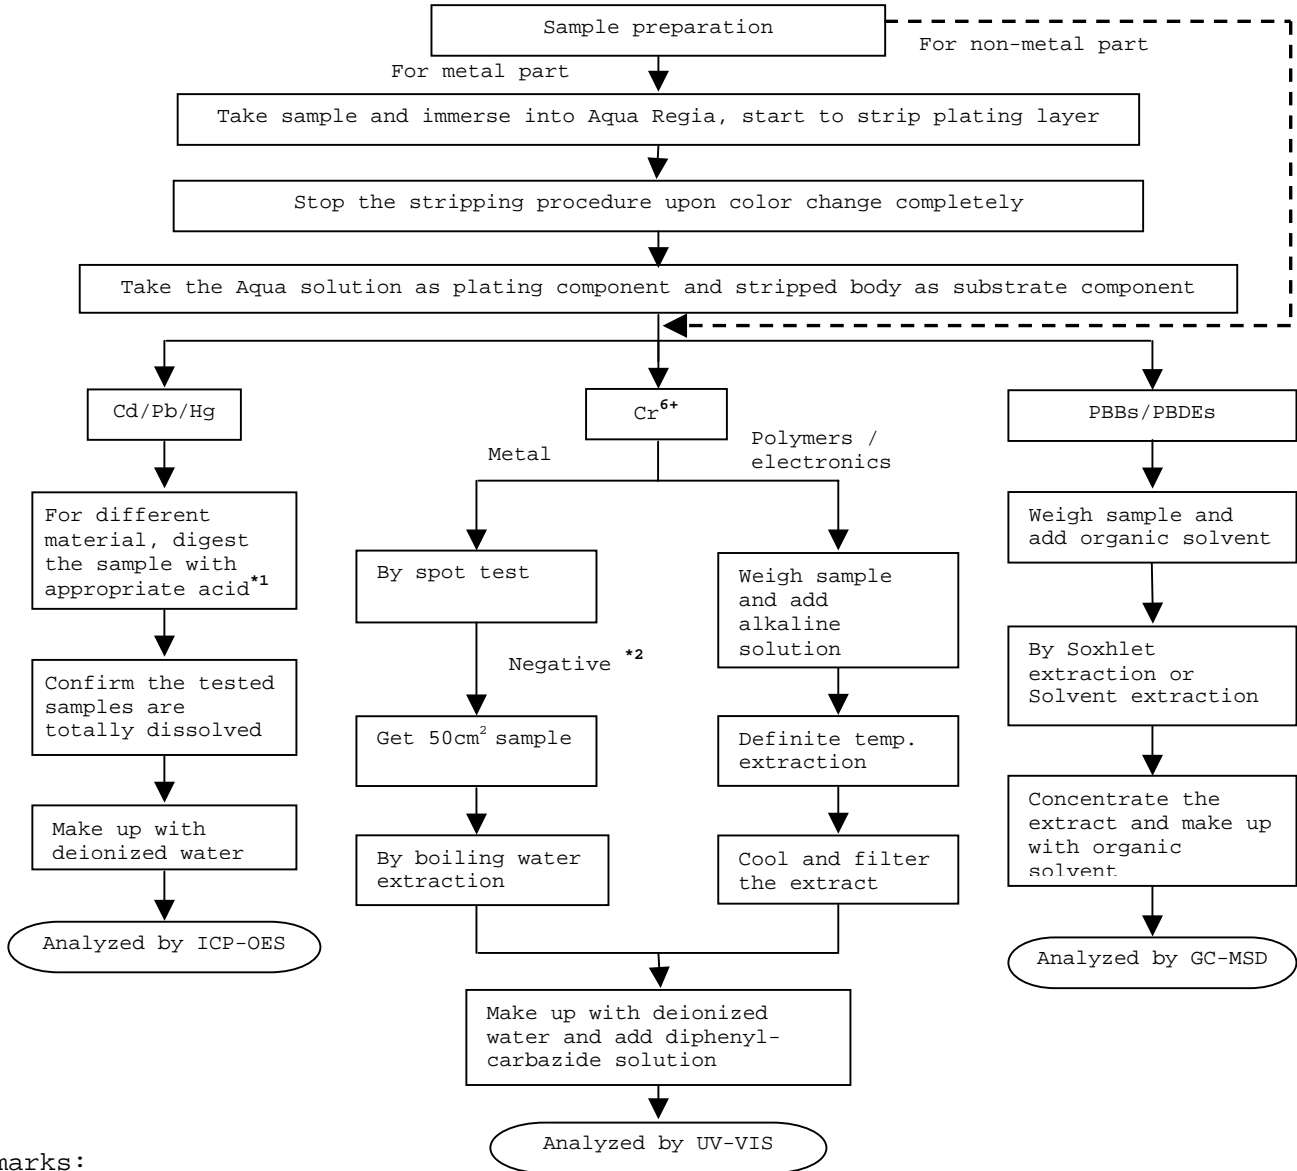 Sample preparation
For non-metal part
For metal part
Take sample and immerse into Aqua Regia, start to strip plating layer
Stop the stripping procedure upon color change completely
Take the Aqua solution as plating component and stripped body as substrate component
Cd/Pb/Hg
Cr6+
PBBs/PBDEs
Metal
Polymers /
electronics
For different
material, digest
the sample with
appropriate acid*1
Confirm the tested
samples are
totally dissolved
Make up with
deionized water
Analyzed by ICP-OES
By spot test
Negative *2
Get 50cm2 sample
By boiling water
extraction
Weigh sample
and add
alkaline
solution
Definite temp.
extraction
Cool and filter
the extract
Make up with deionized
water and add diphenyl-
carbazide solution
Analyzed by UV-VIS
Weigh sample and
add organic solvent
By Soxhlet
extraction or
Solvent extraction
Concentrate the
extract and make up
with organic
solvent
Analyzed by GC-MSD
marks: